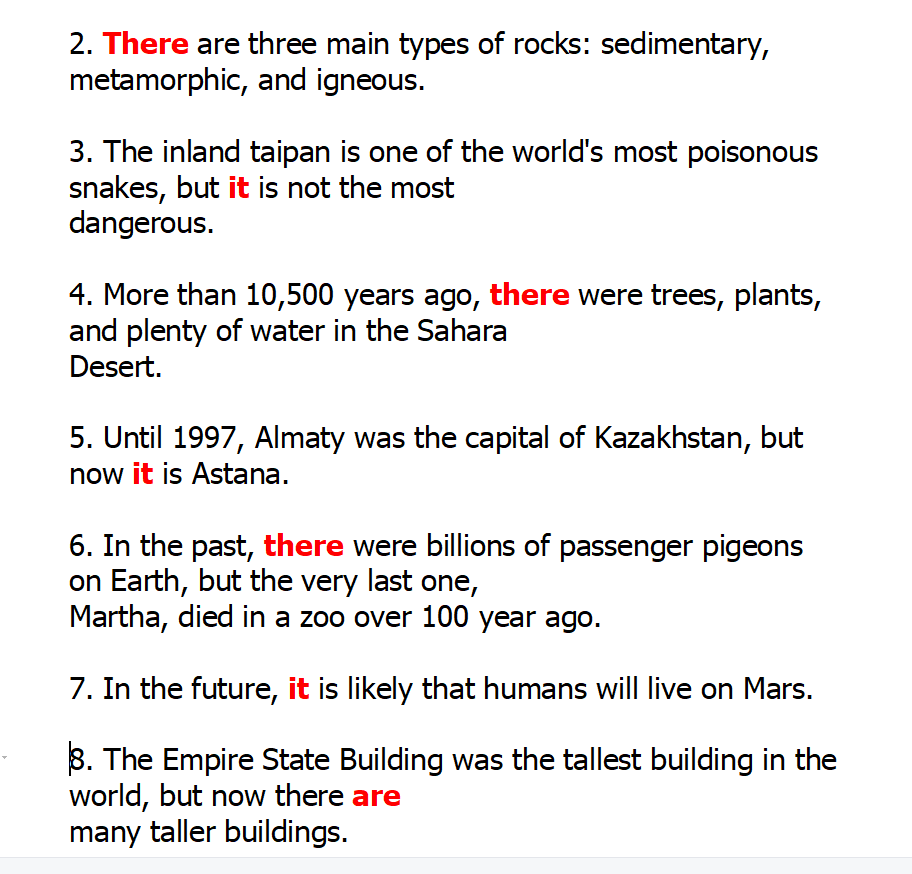 2. There are three main types of rocks: sedimentary,
metamorphic, and igneous.
3. The inland taipan is one of the world's most poisonous
snakes, but it is not the most
dangerous.
4. More than 10,500 years ago, there were trees, plants,
and plenty of water in the Sahara
Desert.
5. Until 1997, Almaty was the capital of Kazakhstan, but
now it is Astana.
6. In the past, there were billions of passenger pigeons
on Earth, but the very last one,
Martha, died in a zoo over 100 year ago.
7. In the future, it is likely that humans will live on Mars.
8. The Empire State Building was the tallest building in the
world, but now there are
many taller buildings.